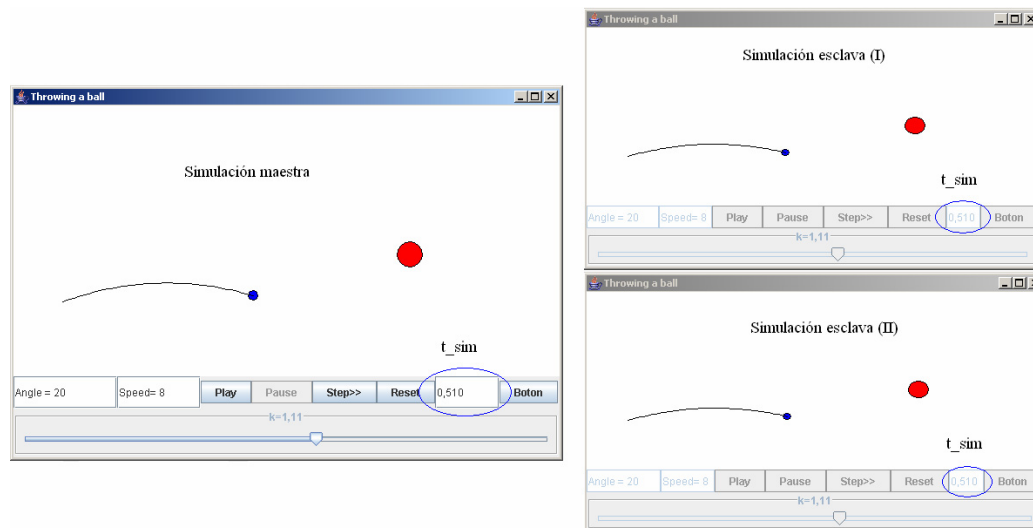 Throwing a ball
Simulación maestra
t_sim
Angle = 20 Speed= 8 Play Pause Step>> Reset 0,510 Boton
k=1,11
Throwing a ball
Simulación esclava (I)
t_sim
Angle = 20 Speed= 8 Play Pause Step>> Reset 0,510 Boton
k=1,11
Throwing a ball
Simulación esclava (II)
t_sim
Angle = 20 Speed= 8 Play Pause Step>> Reset 0,510 Boton
k=1,11